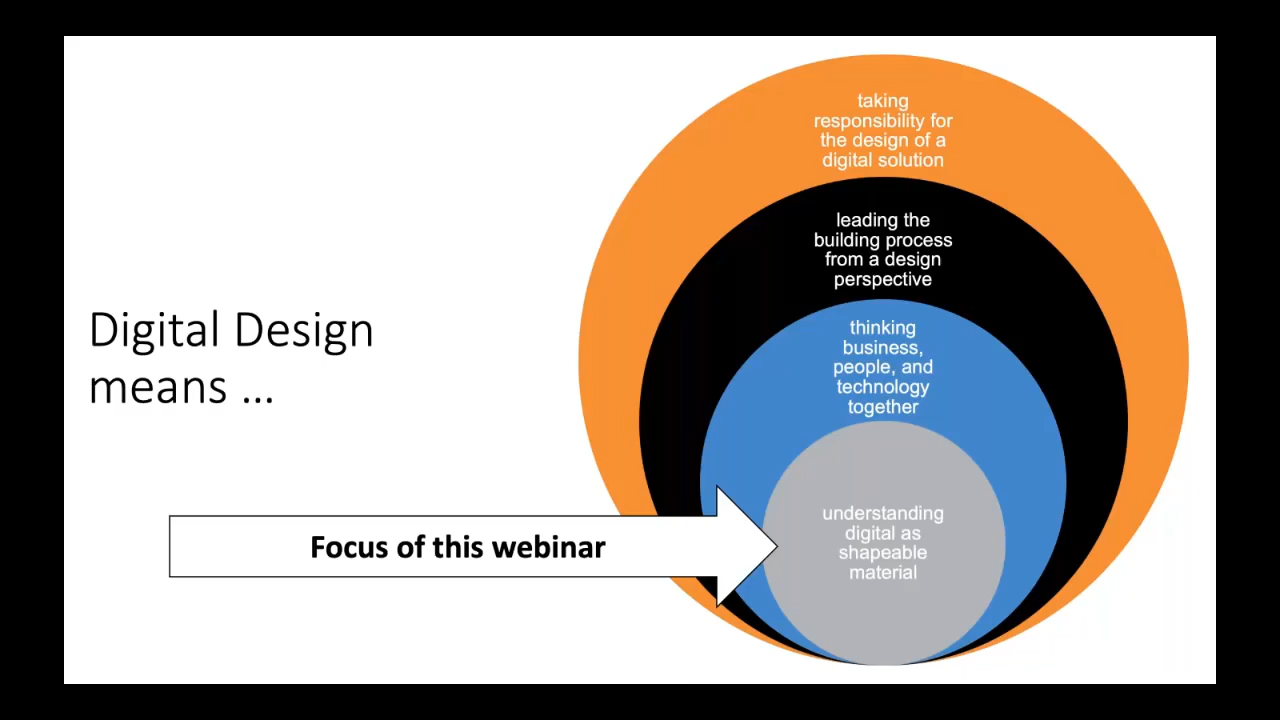 Digital Design
means ...
taking
responsibility for
the design of a
digital solution
leading the
building process
from a design
perspective
thinking
business,
people, and
technology
together
understanding
digital as
shapeable
material
Focus of this webinar